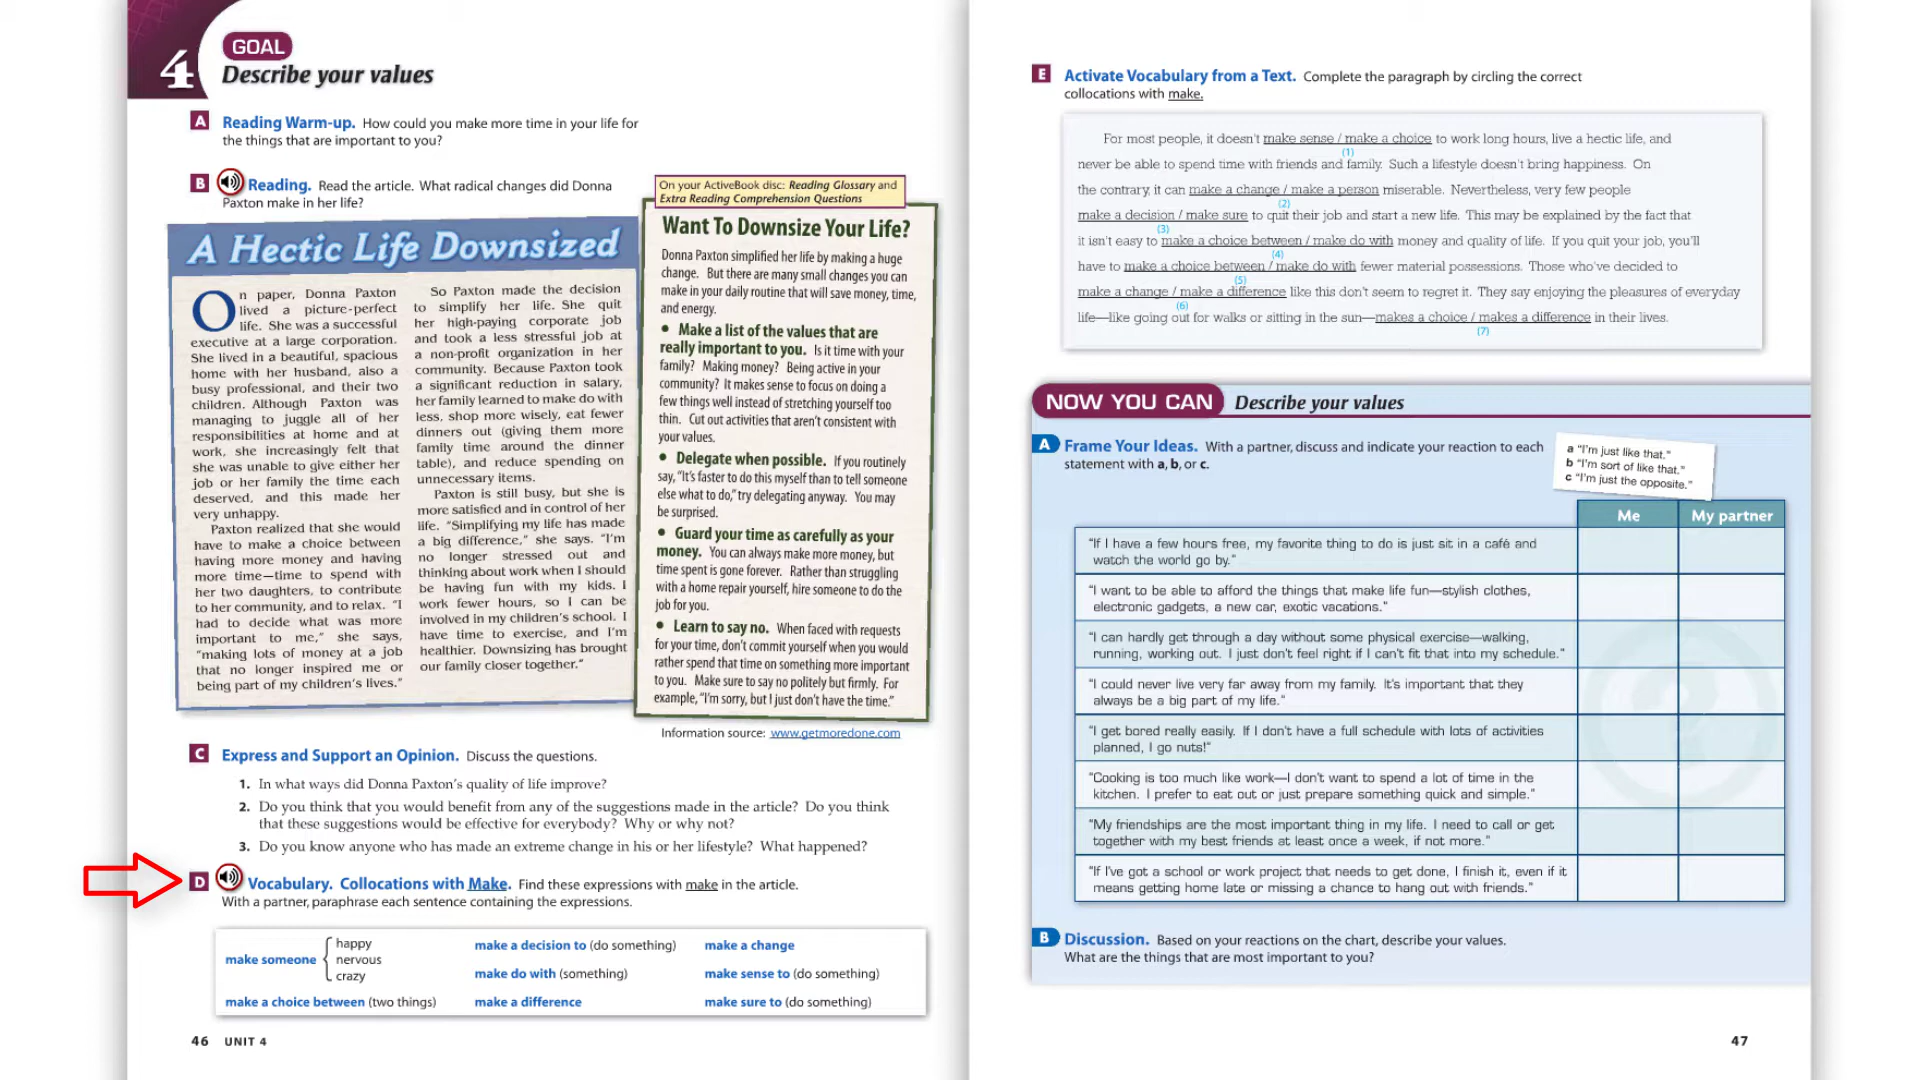 4
GOAL
Describe your values
A Reading Warm-up. How could you make more time in your life for
the things that are important to you?
B Reading. Read the article. What radical changes did Donna
Paxton make in her life?
A Hectic Life Downsized
On paper, Donna Paxton
lived a picture-perfect
life. She was a successful
executive at a large corporation.
She lived in a beautiful, spacious
home with her husband, also a
busy professional, and their two
children. Although Paxton was
managing to juggle all of her
responsibilities at home and at
work, she increasingly felt that
she was unable to give either her
job or her family the time each
deserved, and this made her
very unhappy.
Paxton realized that she would
have to make a choice between
having more money and having
more time—time to spend with
her two daughters, to contribute
to her community, and to relax. "I
had to decide what was more
important to me," she says,
"making lots of money at a job
that no longer inspired me or
being part of my children's lives."
So Paxton made the decision
to simplify her life. She quit
her high-paying corporate job
and took a less stressful job at
a non-profit organization in her
community. Because Paxton took
a significant reduction in salary,
her family learned to make do with
less, shop more wisely, eat fewer
dinners out (giving them more
family time around the dinner
table), and reduce spending on
unnecessary items.
Paxton is still busy, but she is
more satisfied and in control of her
life. "Simplifying my life has made
a big difference," she says. "I'm
no longer stressed out and
thinking about work when I should
be having fun with my kids. I
work fewer hours, so I can be
involved in my children's school. I
have time to exercise, and I'm
healthier. Downsizing has brought
our family closer together."
On your ActiveBook disc: Reading Glossary and
Extra Reading Comprehension Questions
Want To Downsize Your Life?
Donna Paxton simplified her life by making a huge
change. But there are many small changes you can
make in your daily routine that will save money, time,
and energy.
• Make a list of the values that are
really important to you. Is it time with your
family? Making money? Being active in your
community? It makes sense to focus on doing a
few things well instead of stretching yourself too
thin. Cut out activities that aren't consistent with
your values.
• Delegate when possible. If you routinely
say, "It's faster to do this myself than to tell someone
else what to do," try delegating anyway. You may
be surprised.
• Guard your time as carefully as your
money. You can always make more money, but
time spent is gone forever. Rather than struggling
with a home repair yourself, hire someone to do the
job for you.
• Learn to say no. When faced with requests
for your time, don't commit yourself when you would
rather spend that time on something more important
to you. Make sure to say no politely but firmly. For
example, "I'm sorry, but I just don't have the time."
Information source: www.getmoredone.com
C Express and Support an Opinion. Discuss the questions.
1. In what ways did Donna Paxton's quality of life improve?
2. Do you think that you would benefit from any of the suggestions made in the article? Do you think
that these suggestions would be effective for everybody? Why or why not?
3. Do you know anyone who has made an extreme change in his or her lifestyle? What happened?
D Vocabulary. Collocations with Make. Find these expressions with make in the article.
With a partner, paraphrase each sentence containing the expressions.
make someone
happy
nervous
crazy
make a choice between (two things)
make a decision to (do something)
make do with (something)
make a difference
make a change
make sense to (do something)
make sure to (do something)
46 UNIT 4
E Activate Vocabulary from a Text. Complete the paragraph by circling the correct
collocations with make.
For most people, it doesn't make sense / make a choice to work long hours, live a hectic life, and
(1)
never be able to spend time with friends and family. Such a lifestyle doesn't bring happiness. On
the contrary, it can make a change / make a person miserable. Nevertheless, very few people
(2)
make a decision / make sure to quit their job and start a new life. This may be explained by the fact that
(3)
it isn't easy to make a choice between / make do with money and quality of life. If you quit your job, you'll
(4)
have to make a choice between / make do with fewer material possessions. Those who've decided to
(5)
make a change / make a difference like this don't seem to regret it. They say enjoying the pleasures of everyday
(6)
life—like going out for walks or sitting in the sun—makes a choice / makes a difference in their lives.
(7)
NOW YOU CAN Describe your values
A Frame Your Ideas. With a partner, discuss and indicate your reaction to each
statement with a, b, or c.
a "I'm just like that."
b "I'm sort of like that."
c "I'm just the opposite."
Me My partner
"If I have a few hours free, my favorite thing to do is just sit in a café and
watch the world go by."
"I want to be able to afford the things that make life fun—stylish clothes,
electronic gadgets, a new car, exotic vacations."
"I can hardly get through a day without some physical exercise—walking,
running, working out. I just don't feel right if I can't fit that into my schedule."
"I could never live very far away from my family. It's important that they
always be a big part of my life."
"I get bored really easily. If I don't have a full schedule with lots of activities
planned, I go nuts!"
"Cooking is too much like work—I don't want to spend a lot of time in the
kitchen. I prefer to eat out or just prepare something quick and simple."
"My friendships are the most important thing in my life. I need to call or get
together with my best friends at least once a week, if not more."
"If I've got a school or work project that needs to get done, I finish it, even if it
means getting home late or missing a chance to hang out with friends."
B Discussion. Based on your reactions on the chart, describe your values.
What are the things that are most important to you?
47